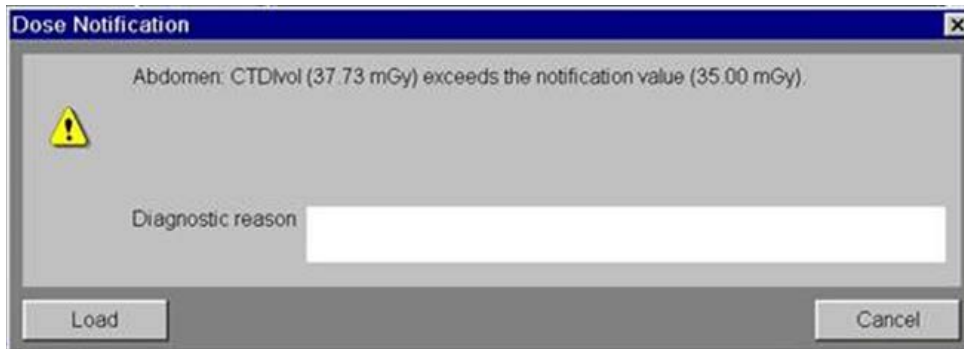 Dose Notification
Abdomen: CTDIvol (37.73 mGy) exceeds the notification value (35.00 mGy).
Diagnostic reason
Load
Cancel